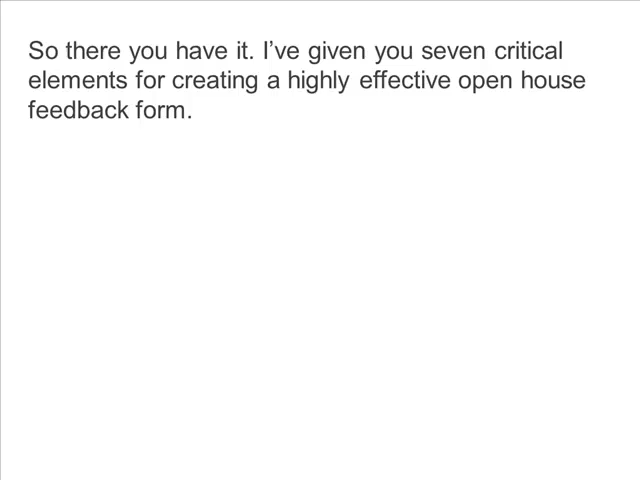 So there you have it. I’ve given you seven critical
elements for creating a highly effective open house
feedback form.